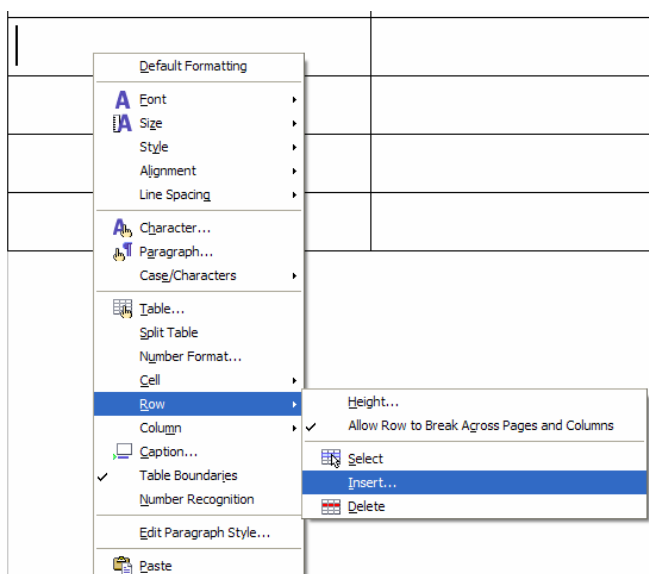 Default Formatting
Font
Size
Style
Alignment
Line Spacing
Character...
Paragraph...
Case/Characters
Table...
Split Table
Number Format...
Cell
Row
Column
Caption...
Table Boundaries
Number Recognition
Edit Paragraph Style...
Paste
Height...
Allow Row to Break Across Pages and Columns
Select
Insert...
Delete